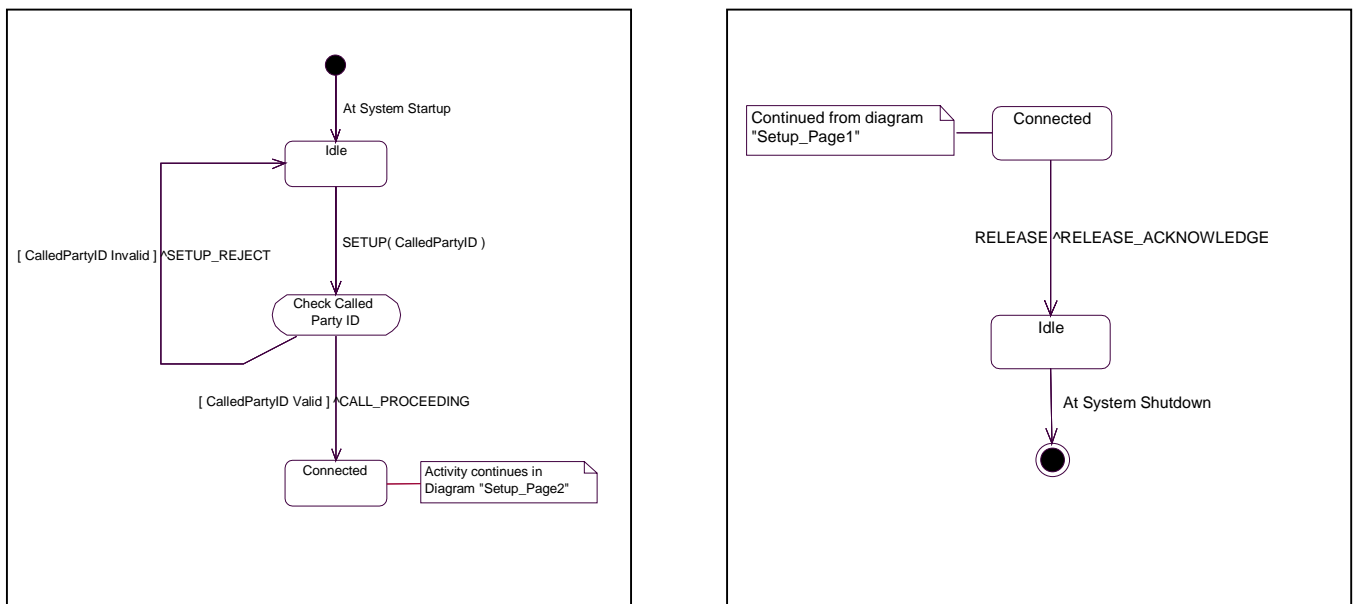 At System Startup
Idle
[ CalledPartyID Invalid ] ^SETUP_REJECT
SETUP( CalledPartyID )
Check Called
Party ID
[ CalledPartyID Valid ] ^CALL_PROCEEDING
Connected
Activity continues in
Diagram "Setup_Page2"
Continued from diagram
"Setup_Page1"
Connected
RELEASE ^RELEASE_ACKNOWLEDGE
Idle
At System Shutdown